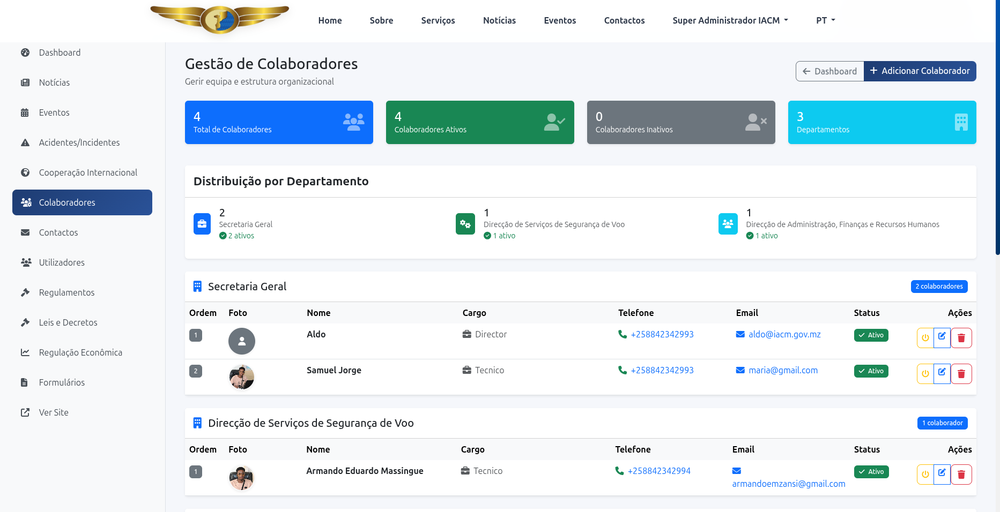 Home Sobre Serviços Notícias Eventos Contactos Super Administrador IACM PT
Dashboard
Notícias
Eventos
Acidentes/Incidentes
Cooperação Internacional
Colaboradores
Contactos
Utilizadores
Regulamentos
Leis e Decretos
Regulação Econômica
Formulários
Ver Site
Gestão de Colaboradores
Gerir equipa e estrutura organizacional
Dashboard Adicionar Colaborador
4
Total de Colaboradores
4
Colaboradores Ativos
0
Colaboradores Inativos
3
Departamentos
Distribuição por Departamento
2
Secretaria Geral
2 ativos
1
Direcção de Serviços de Segurança de Voo
1 ativo
1
Direcção de Administração, Finanças e Recursos Humanos
1 ativo
Secretaria Geral 2 colaboradores
Ordem Foto Nome Cargo Telefone Email Status Ações
1 Aldo Director +258842342993 aldo@iacm.gov.mz Ativo
2 Samuel Jorge Tecnico +258842342993 maria@gmail.com Ativo
Direcção de Serviços de Segurança de Voo 1 colaborador
Ordem Foto Nome Cargo Telefone Email Status Ações
1 Armando Eduardo Massingue Tecnico +258842342994 armandoemzansi@gmail.com Ativo